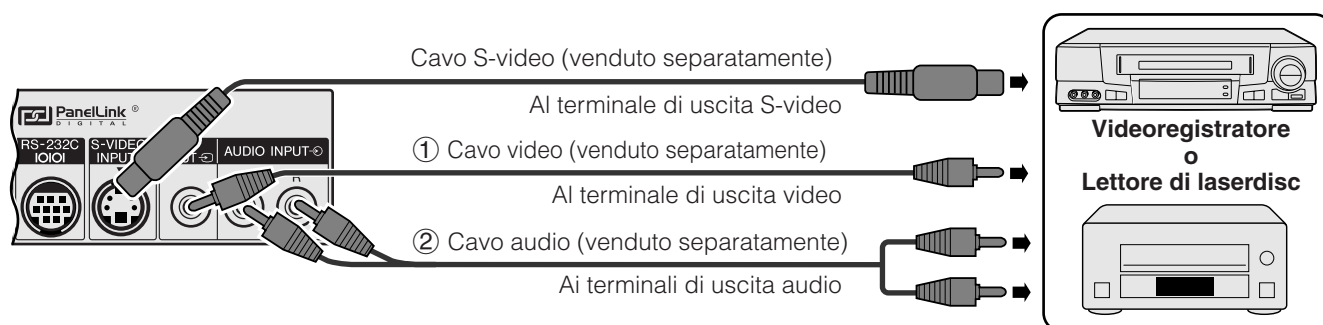 Cavo S-video (venduto separatamente)
Al terminale di uscita S-video
PanelLink ®
DIGITAL
RS-232C
IOIOI
S-VIDEO
INPUT
AUDIO INPUT
R
① Cavo video (venduto separatamente)
Al terminale di uscita video
② Cavo audio (venduto separatamente)
Ai terminali di uscita audio
Videoregistratore
o
Lettore di laserdisc